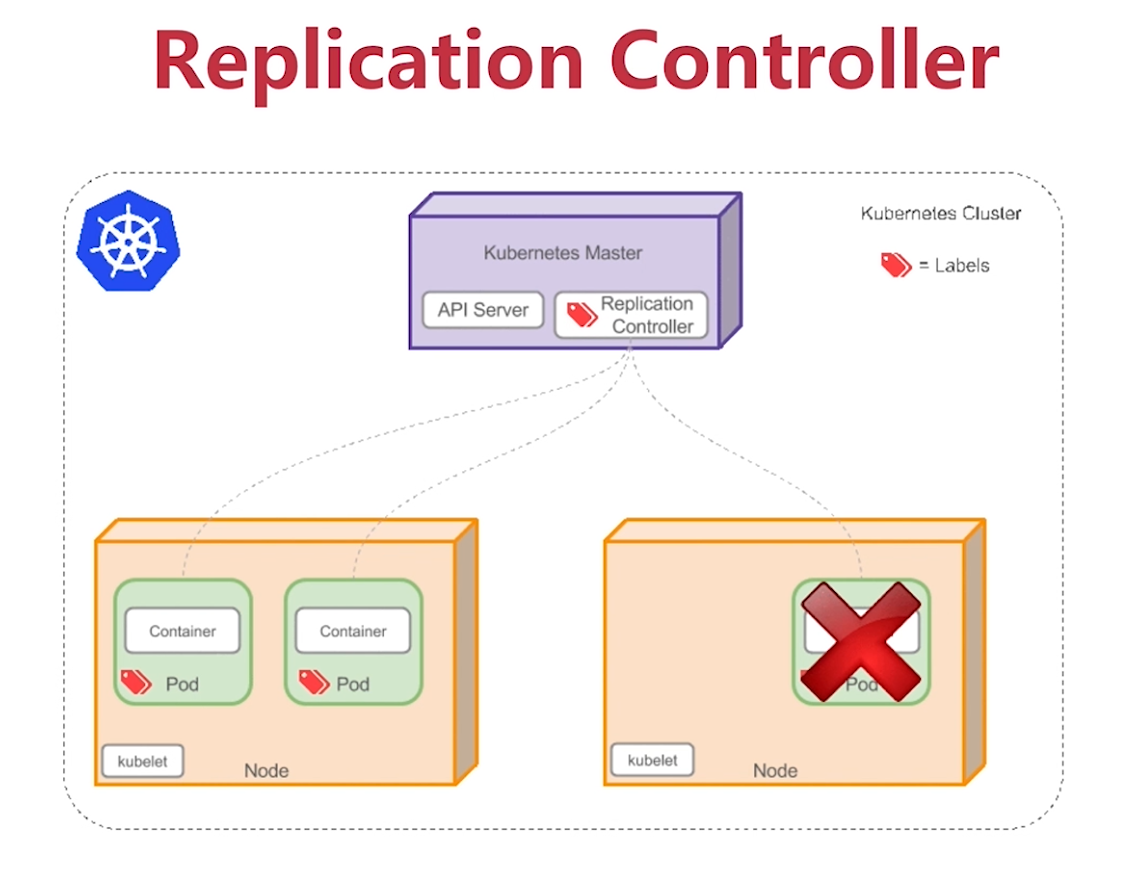 Replication Controller
Kubernetes Cluster
= Labels
Kubernetes Master
API Server
Replication
Controller
Container
Container
Pod
Pod
Pod
kubelet
Node
kubelet
Node